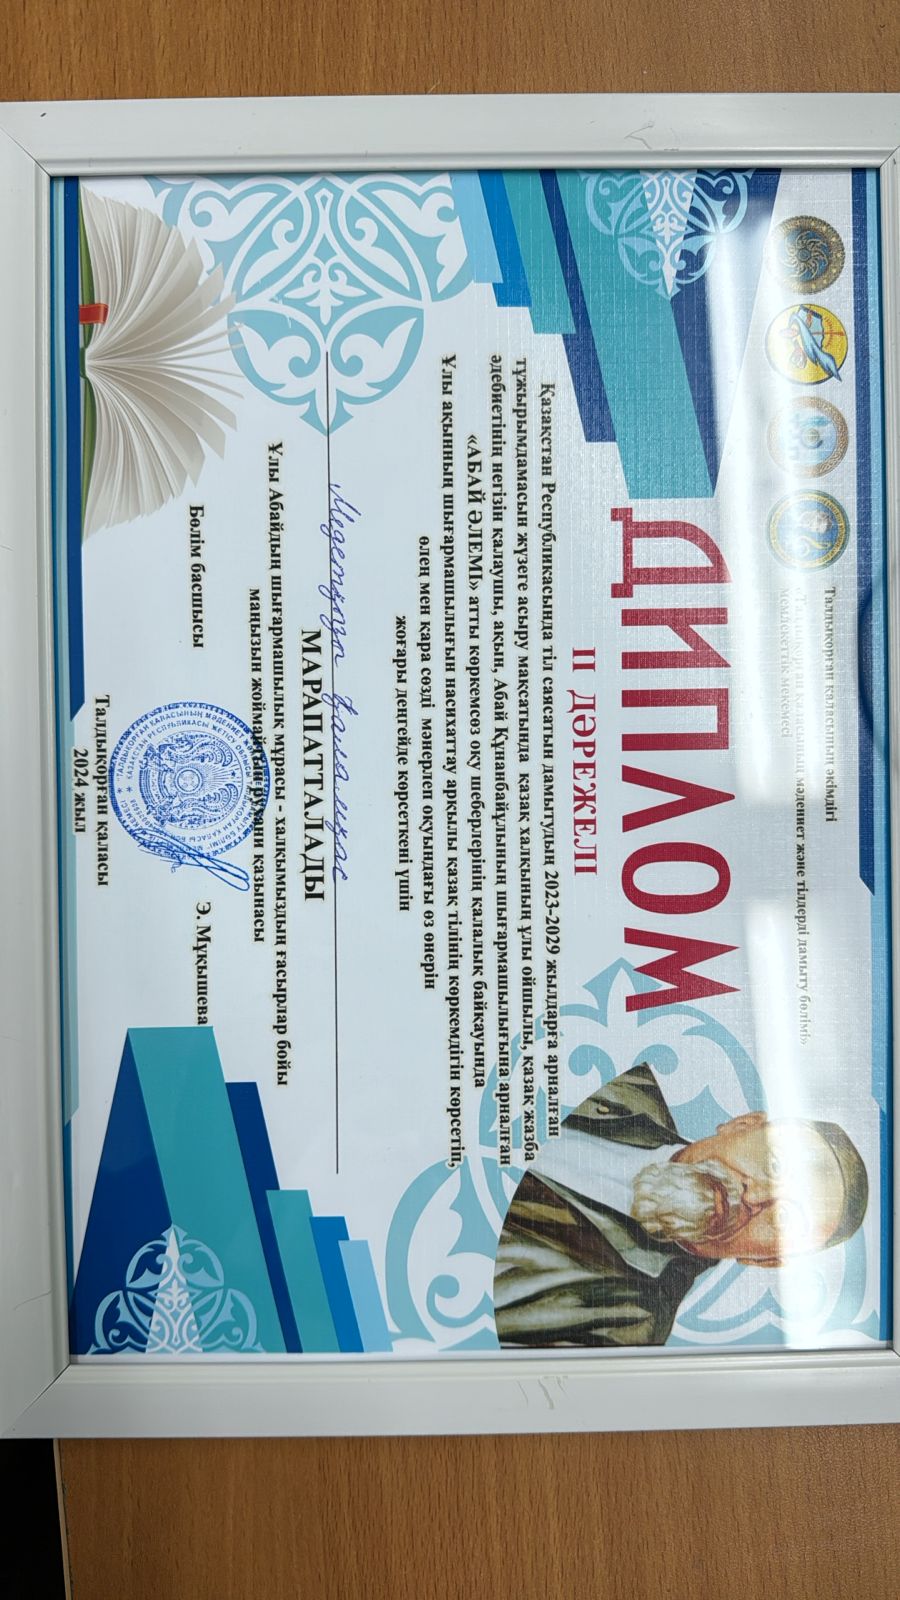 Талдықорған қаласының әкімдігі
«Талдықорған қаласының мәдениет және тілдерді дамыту бөлімі»
мемлекеттік мекемесі
ДИПЛОМ
II ДӘРЕЖЕЛІ
Қазақстан Республикасында тіл саясатын дамытудың 2023-2029 жылдарға арналған
тұжырымдамасын жүзеге асыру мақсатында қазақ халқының ұлы ойшылы, қазақ жазба
әдебиетінің негізін қалаушы, ақын, Абай Құнанбайұлының шығармашылығына арналған
«АБАЙ ӘЛЕМІ» атты көркемсөз оқу шеберлерінің қалалық байқауында
Ұлы ақынның шығармашылығын насихаттау арқылы қазақ тілінің көркемдігін көрсетіп,
өлең мен қара сөзді мәнерлеп оқуындағы өз өнерін
жоғары деңгейде көрсеткені үшін
МАРАПАТТАЛАДЫ
Ұлы Абайдың шығармашылық мұрасы - халқымыздың ғасырлар бойы
маңызын жоймайтын рухани қазынасы
Бөлім басшысы Э. Мұқышева
Талдықорған қаласы
2024 жыл